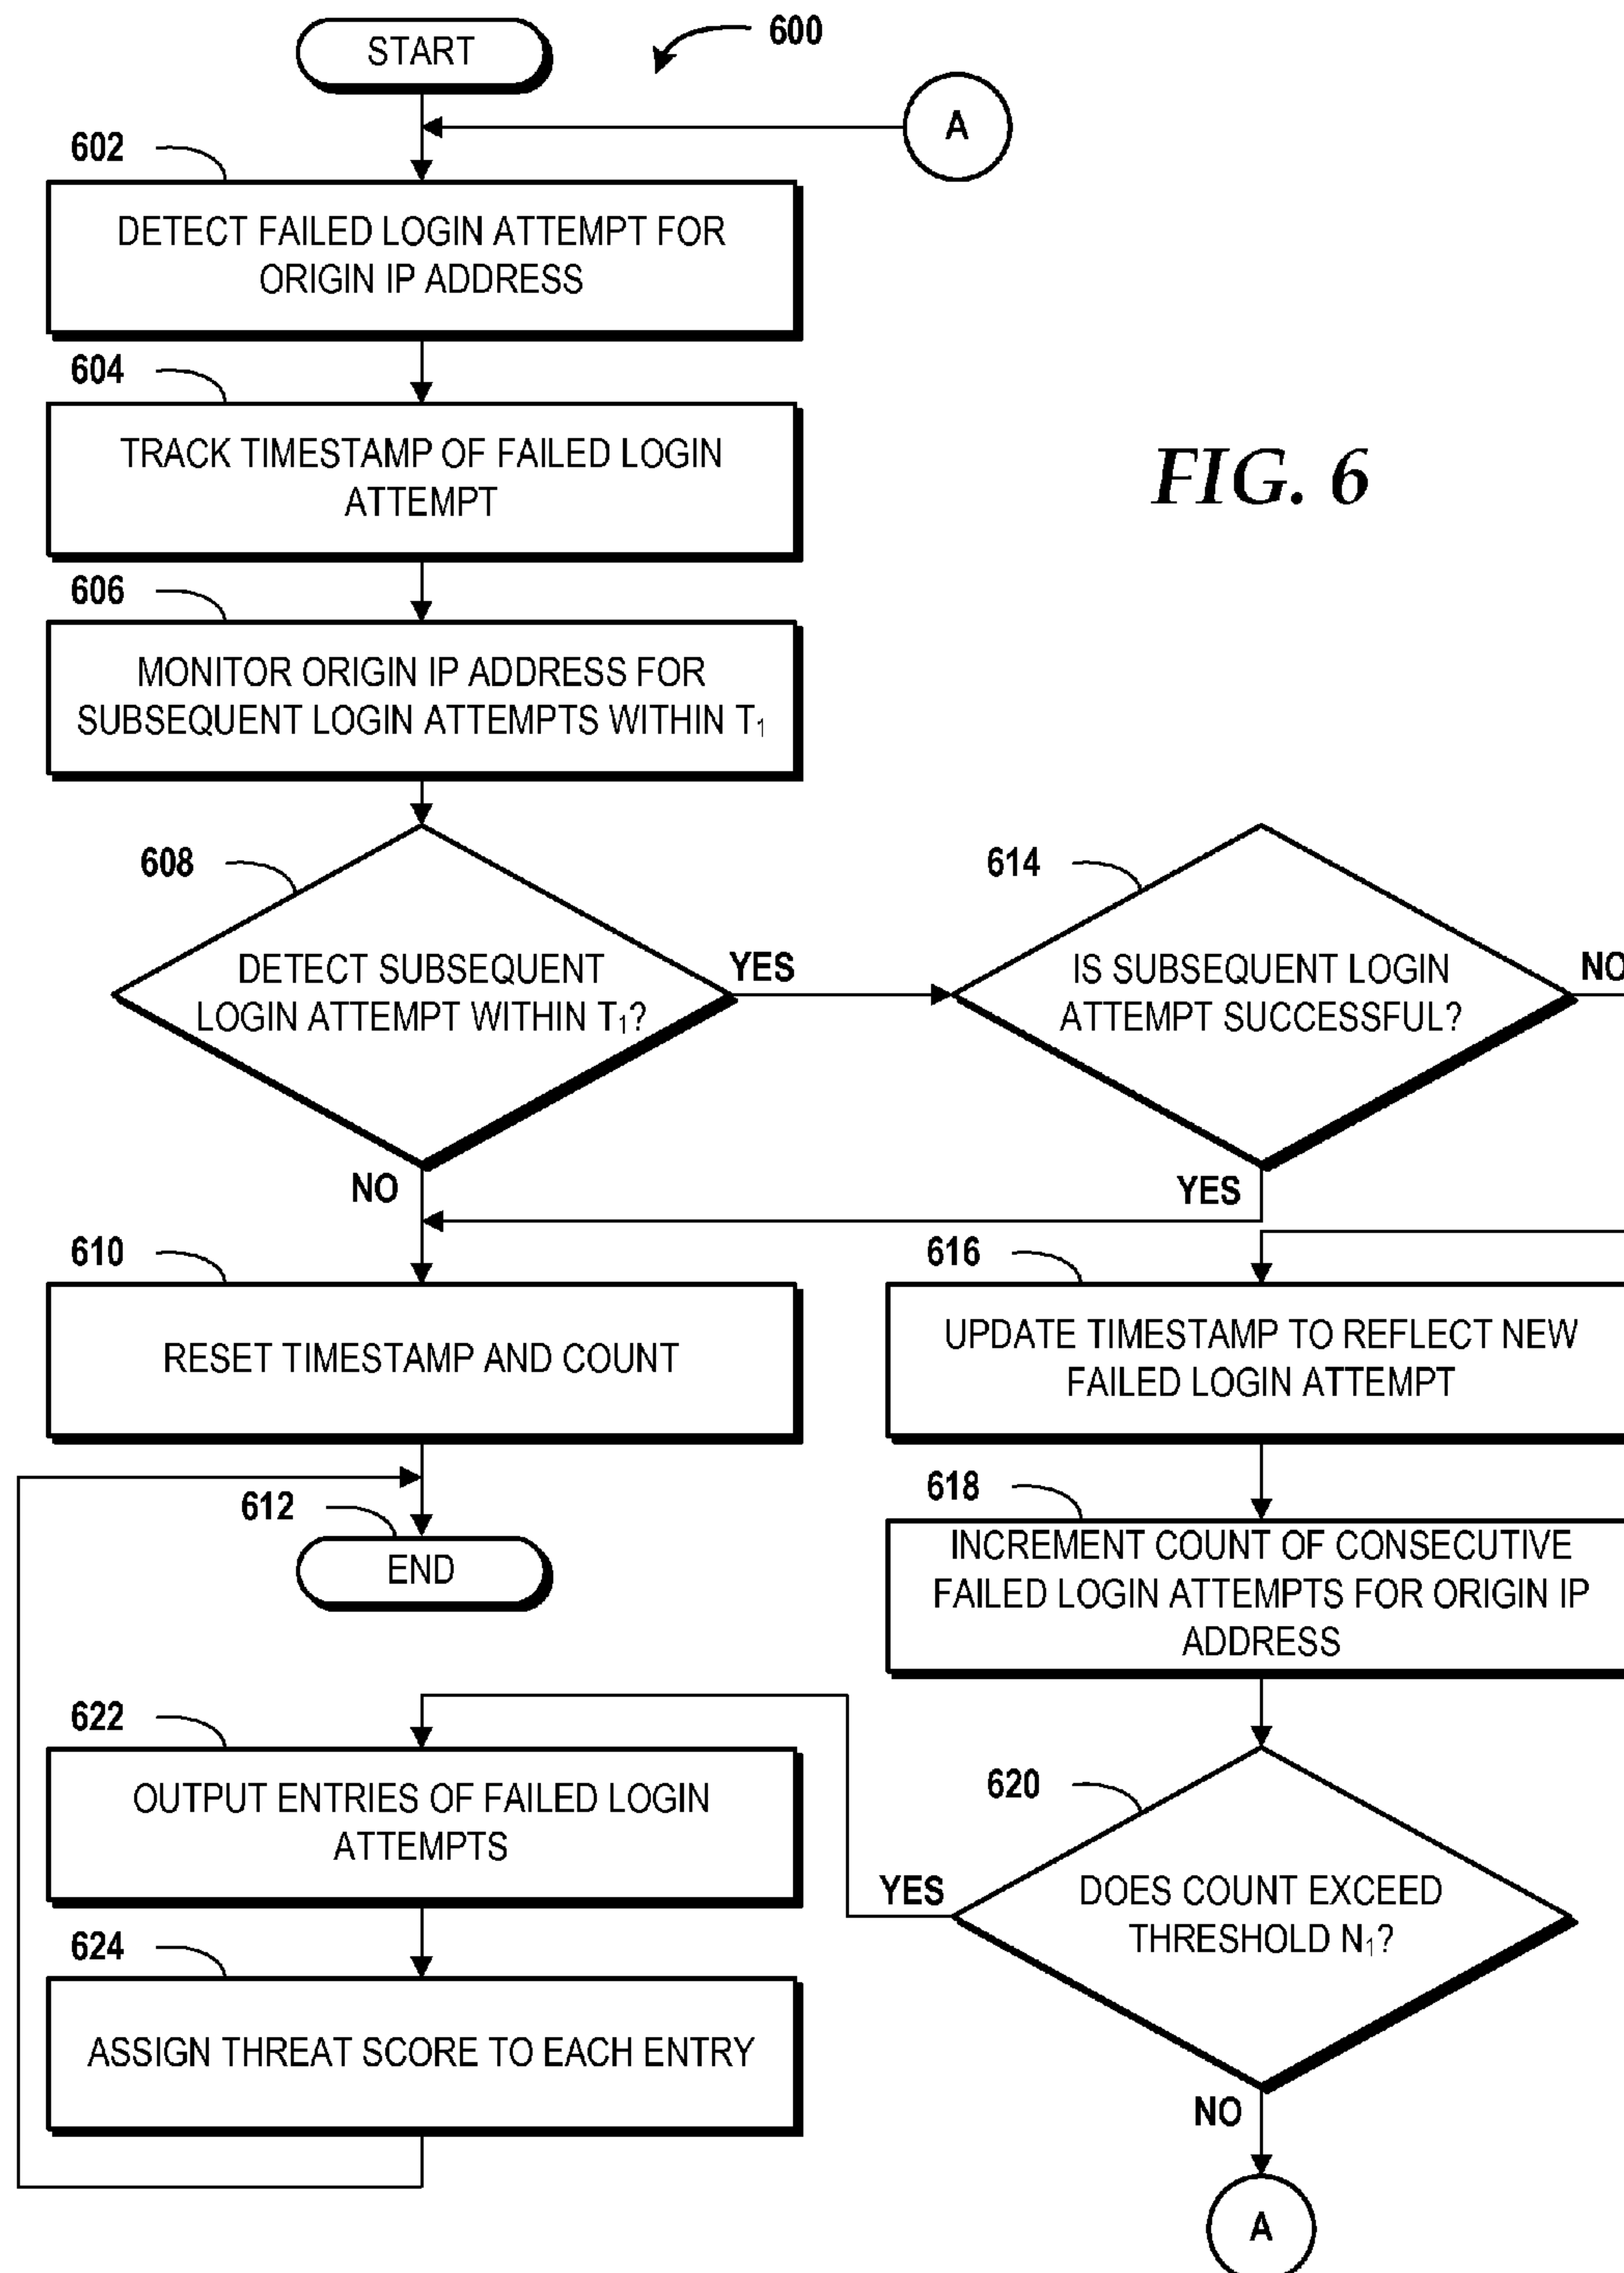 START
600
A
602
DETECT FAILED LOGIN ATTEMPT FOR
ORIGIN IP ADDRESS
604
TRACK TIMESTAMP OF FAILED LOGIN
ATTEMPT
FIG. 6
606
MONITOR ORIGIN IP ADDRESS FOR
SUBSEQUENT LOGIN ATTEMPTS WITHIN T₁
608
DETECT SUBSEQUENT
LOGIN ATTEMPT WITHIN T₁?
YES
NO
614
IS SUBSEQUENT LOGIN
ATTEMPT SUCCESSFUL?
NO
YES
610
RESET TIMESTAMP AND COUNT
616
UPDATE TIMESTAMP TO REFLECT NEW
FAILED LOGIN ATTEMPT
612
END
618
INCREMENT COUNT OF CONSECUTIVE
FAILED LOGIN ATTEMPTS FOR ORIGIN IP
ADDRESS
622
OUTPUT ENTRIES OF FAILED LOGIN
ATTEMPTS
620
DOES COUNT EXCEED
THRESHOLD N₁?
YES
624
ASSIGN THREAT SCORE TO EACH ENTRY
NO
A